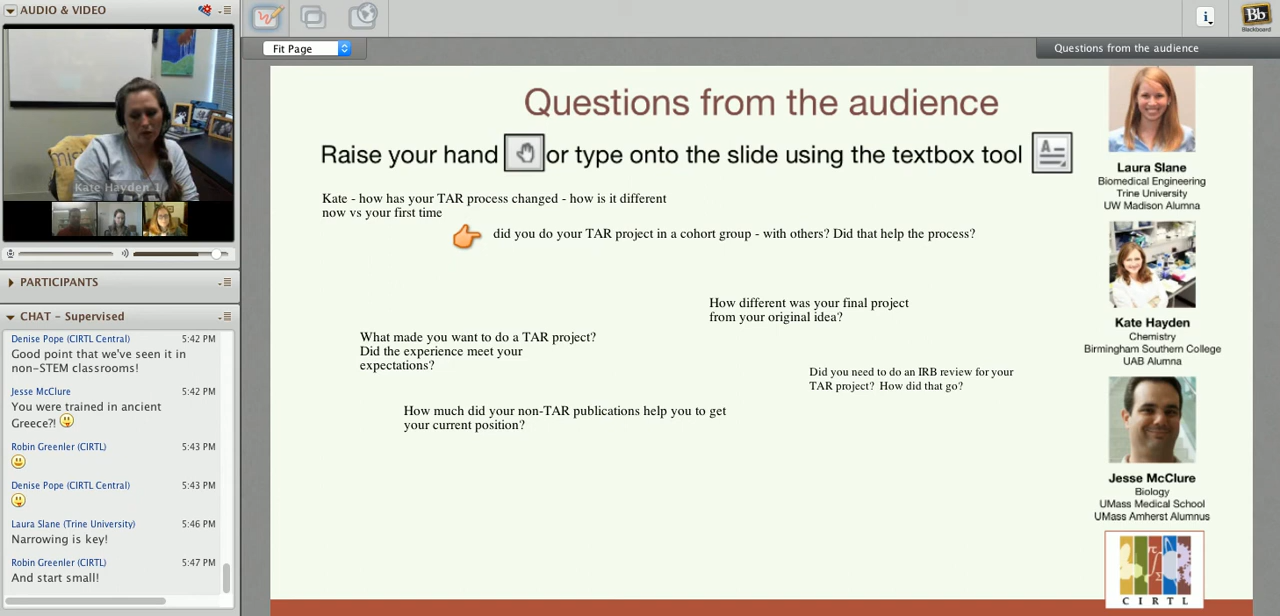 AUDIO & VIDEO
Kate Hayden 1
PARTICIPANTS
CHAT - Supervised
Denise Pope (CIRTL Central) 5:42 PM
Good point that we've seen it in
non-STEM classrooms!
Jesse McClure 5:42 PM
You were trained in ancient
Greece?!
Robin Greenler (CIRTL) 5:43 PM
Denise Pope (CIRTL Central) 5:43 PM
Laura Slane (Trine University) 5:46 PM
Narrowing is key!
Robin Greenler (CIRTL) 5:47 PM
And start small!
Fit Page
i
Bb
Blackboard
Questions from the audience
Questions from the audience
Raise your hand or type onto the slide using the textbox tool
Kate - how has your TAR process changed - how is it different
now vs your first time
did you do your TAR project in a cohort group - with others? Did that help the process?
How different was your final project
from your original idea?
What made you want to do a TAR project?
Did the experience meet your
expectations?
Did you need to do an IRB review for your
TAR project? How did that go?
How much did your non-TAR publications help you to get
your current position?
Laura Slane
Biomedical Engineering
Trine University
UW Madison Alumna
Kate Hayden
Chemistry
Birmingham Southern College
UAB Alumna
Jesse McClure
Biology
UMass Medical School
UMass Amherst Alumnus
CIRTL